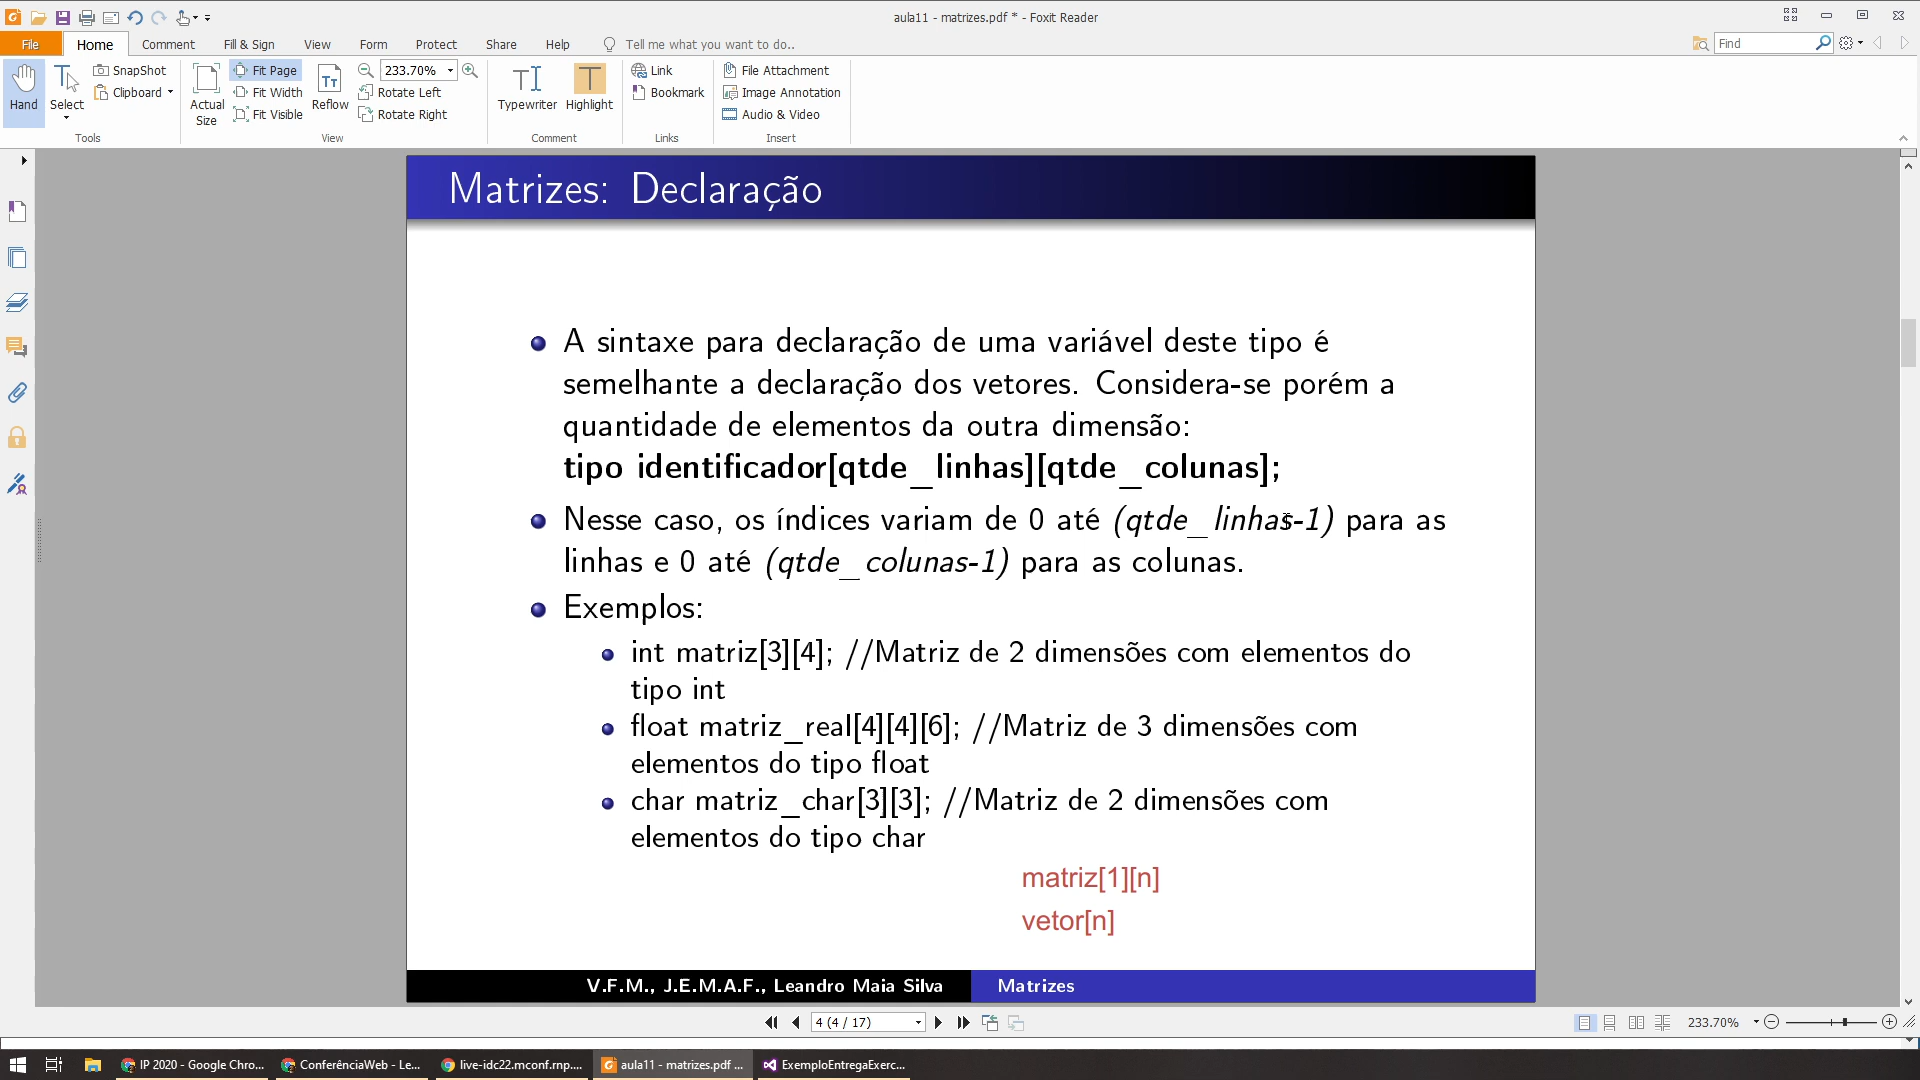 aula11 - matrizes.pdf * - Foxit Reader
File Home Comment Fill & Sign View Form Protect Share Help Tell me what you want to do.. Find
Hand
Select
SnapShot
Clipboard
Tools
Actual Size
Fit Page
Fit Width
Fit Visible
Reflow
233.70%
Rotate Left
Rotate Right
View
Typewriter
Highlight
Comment
Link
Bookmark
Links
File Attachment
Image Annotation
Audio & Video
Insert
Matrizes: Declaração
A sintaxe para declaração de uma variável deste tipo é
semelhante a declaração dos vetores. Considera-se porém a
quantidade de elementos da outra dimensão:
tipo identificador[qtde_linhas][qtde_colunas];
Nesse caso, os índices variam de 0 até (qtde_linhas-1) para as
linhas e 0 até (qtde_colunas-1) para as colunas.
Exemplos:
int matriz[3][4]; //Matriz de 2 dimensões com elementos do
tipo int
float matriz_real[4][4][6]; //Matriz de 3 dimensões com
elementos do tipo float
char matriz_char[3][3]; //Matriz de 2 dimensões com
elementos do tipo char
matriz[1][n]
vetor[n]
V.F.M., J.E.M.A.F., Leandro Maia Silva Matrizes
4 (4 / 17)
233.70%
IP 2020 - Google Chro... ConferênciaWeb - Le... live-idc22.mconf.rnp.... aula11 - matrizes.pdf ... ExemploEntregaExerc...